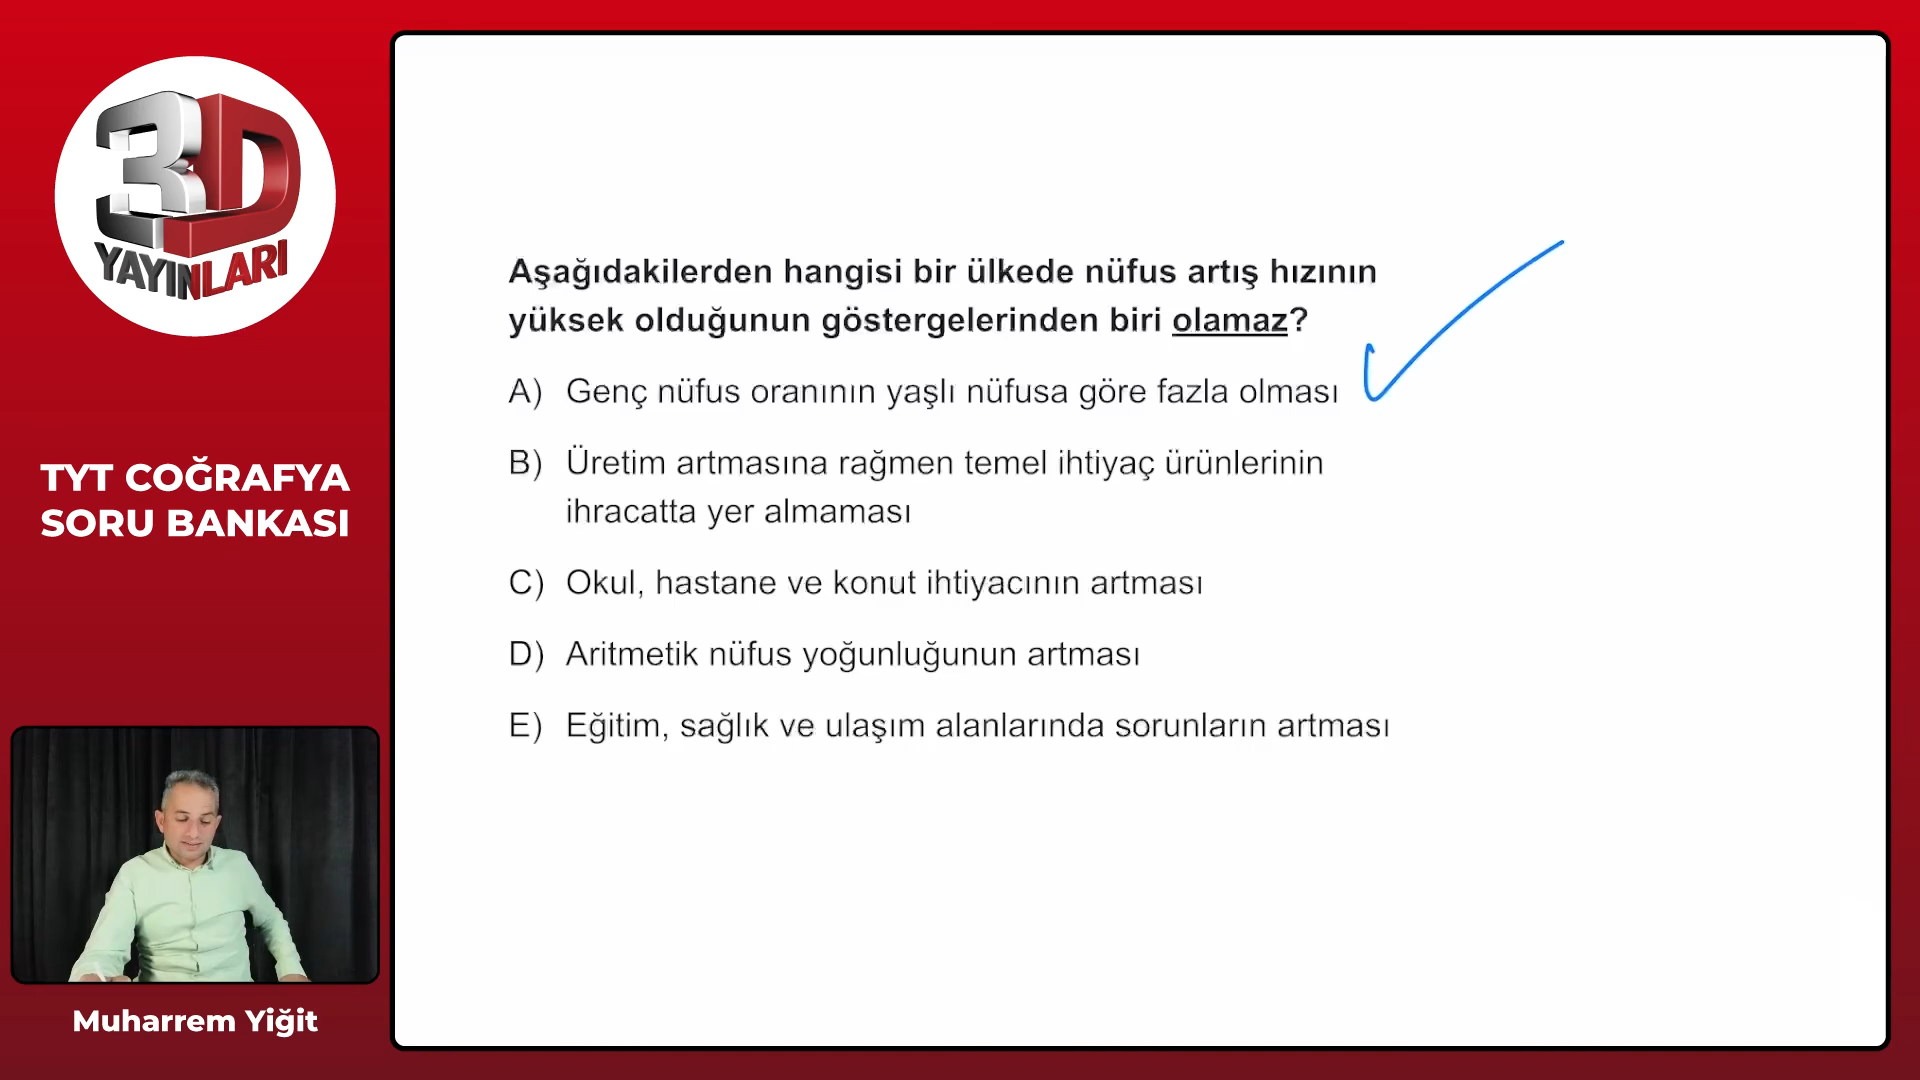 3D
YAYINLARI
TYT COĞRAFYA
SORU BANKASI
Muharrem Yiğit
Aşağıdakilerden hangisi bir ülkede nüfus artış hızının
yüksek olduğunun göstergelerinden biri olamaz?
A) Genç nüfus oranının yaşlı nüfusa göre fazla olması
B) Üretim artmasına rağmen temel ihtiyaç ürünlerinin
ihracatta yer almaması
C) Okul, hastane ve konut ihtiyacının artması
D) Aritmetik nüfus yoğunluğunun artması
E) Eğitim, sağlık ve ulaşım alanlarında sorunların artması